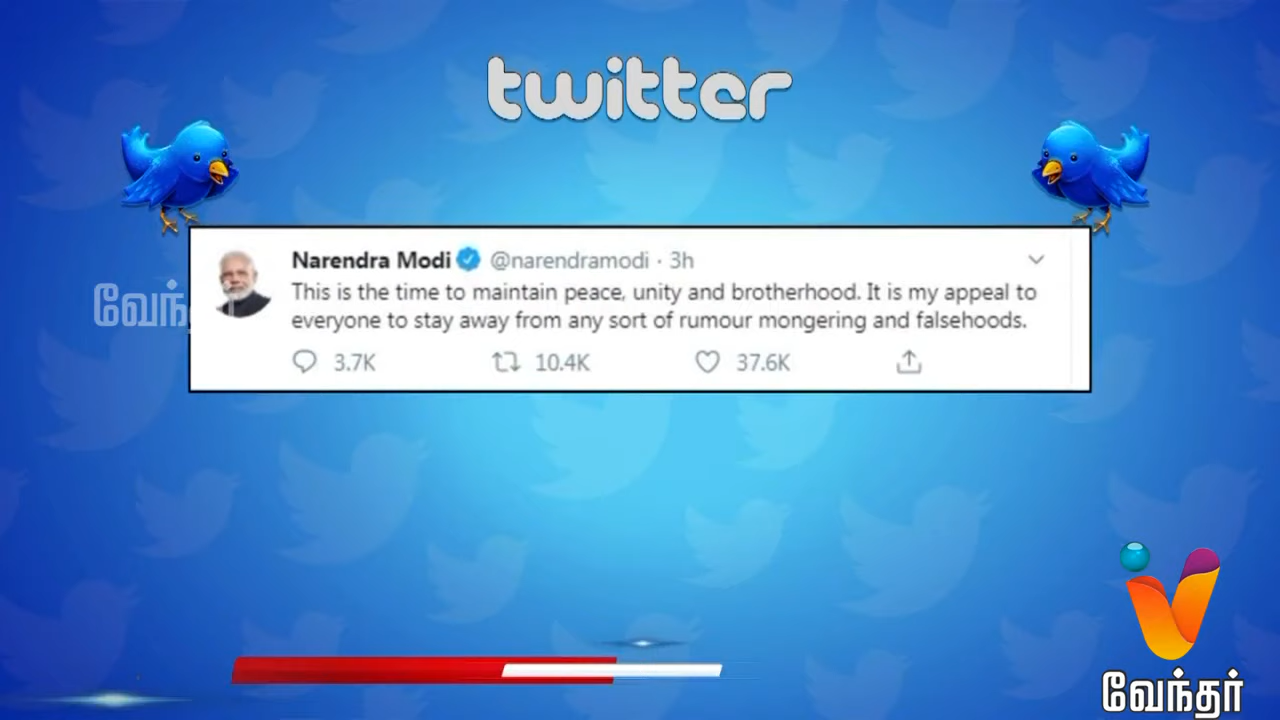 twitter
Narendra Modi @narendramodi · 3h
This is the time to maintain peace, unity and brotherhood. It is my appeal to
everyone to stay away from any sort of rumour mongering and falsehoods.
3.7K 10.4K 37.6K
வேந்
வேந்தர்